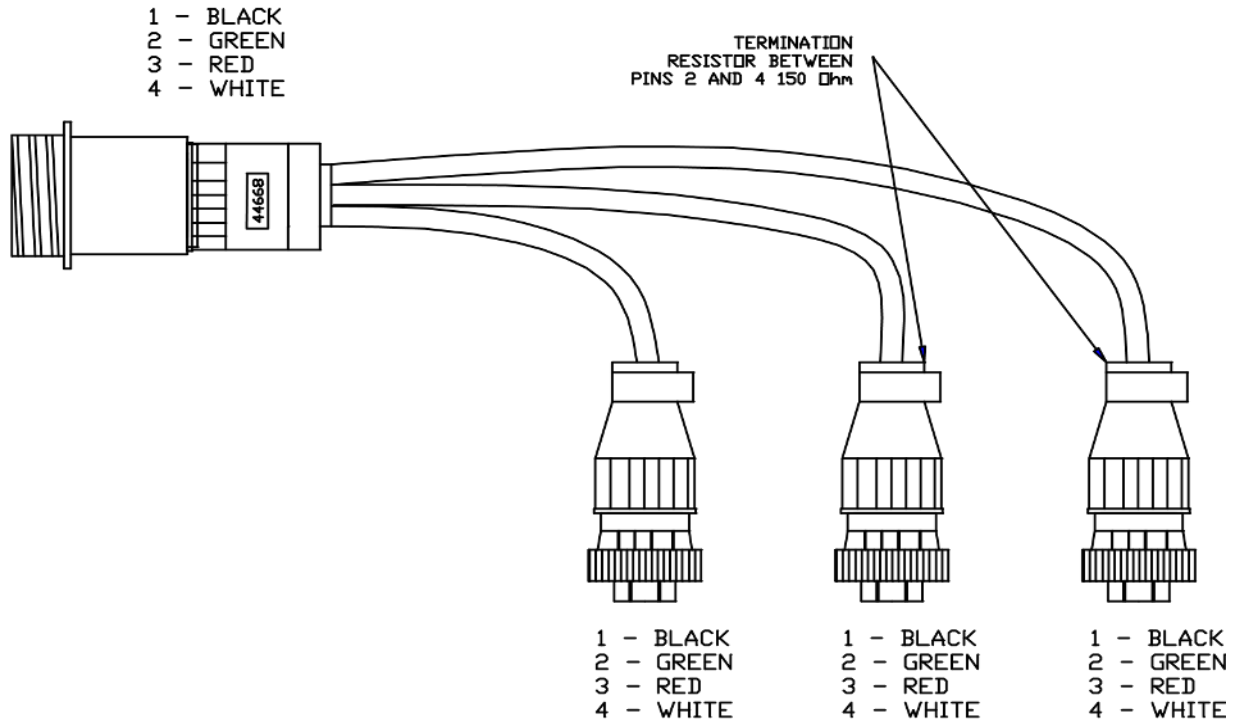 1 - BLACK
2 - GREEN
3 - RED
4 - WHITE
TERMINATION
RESISTOR BETWEEN
PINS 2 AND 4 150 Ohm
44668
1 - BLACK
2 - GREEN
3 - RED
4 - WHITE
1 - BLACK
2 - GREEN
3 - RED
4 - WHITE
1 - BLACK
2 - GREEN
3 - RED
4 - WHITE